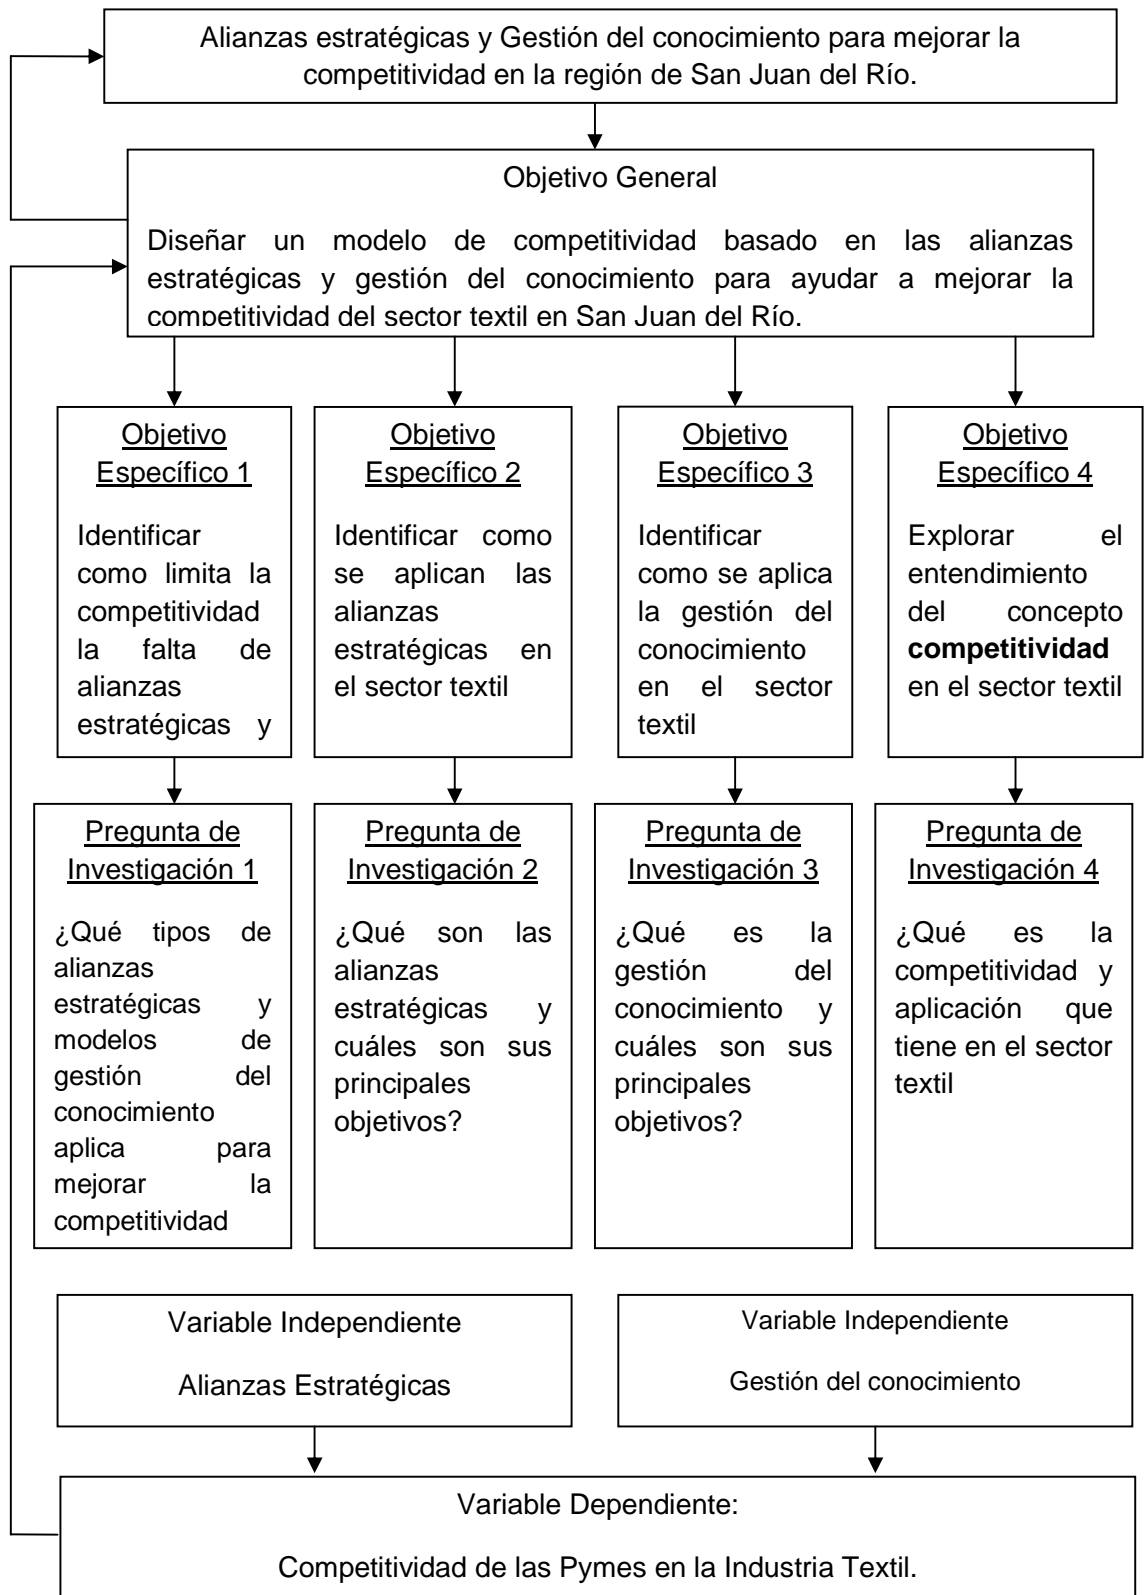 Alianzas estratégicas y Gestión del conocimiento para mejorar la
competitividad en la región de San Juan del Río.
Objetivo General
Diseñar un modelo de competitividad basado en las alianzas
estratégicas y gestión del conocimiento para ayudar a mejorar la
competitividad del sector textil en San Juan del Río.
Objetivo
Específico 1
Identificar
como limita la
competitividad
la falta de
alianzas
estratégicas y
Objetivo
Específico 2
Identificar como
se aplican las
alianzas
estratégicas en
el sector textil
Objetivo
Específico 3
Identificar
como se aplica
la gestión del
conocimiento
en el sector
textil
Objetivo
Específico 4
Explorar el
entendimiento
del concepto
competitividad
en el sector textil
Pregunta de
Investigación 1
¿Qué tipos de
alianzas
estratégicas y
modelos de
gestión del
conocimiento
aplica para
mejorar la
competitividad
Pregunta de
Investigación 2
¿Qué son las
alianzas
estratégicas y
cuáles son sus
principales
objetivos?
Pregunta de
Investigación 3
¿Qué es la
gestión del
conocimiento y
cuáles son sus
principales
objetivos?
Pregunta de
Investigación 4
¿Qué es la
competitividad y
aplicación que
tiene en el sector
textil
Variable Independiente
Alianzas Estratégicas
Variable Independiente
Gestión del conocimiento
Variable Dependiente:
Competitividad de las Pymes en la Industria Textil.